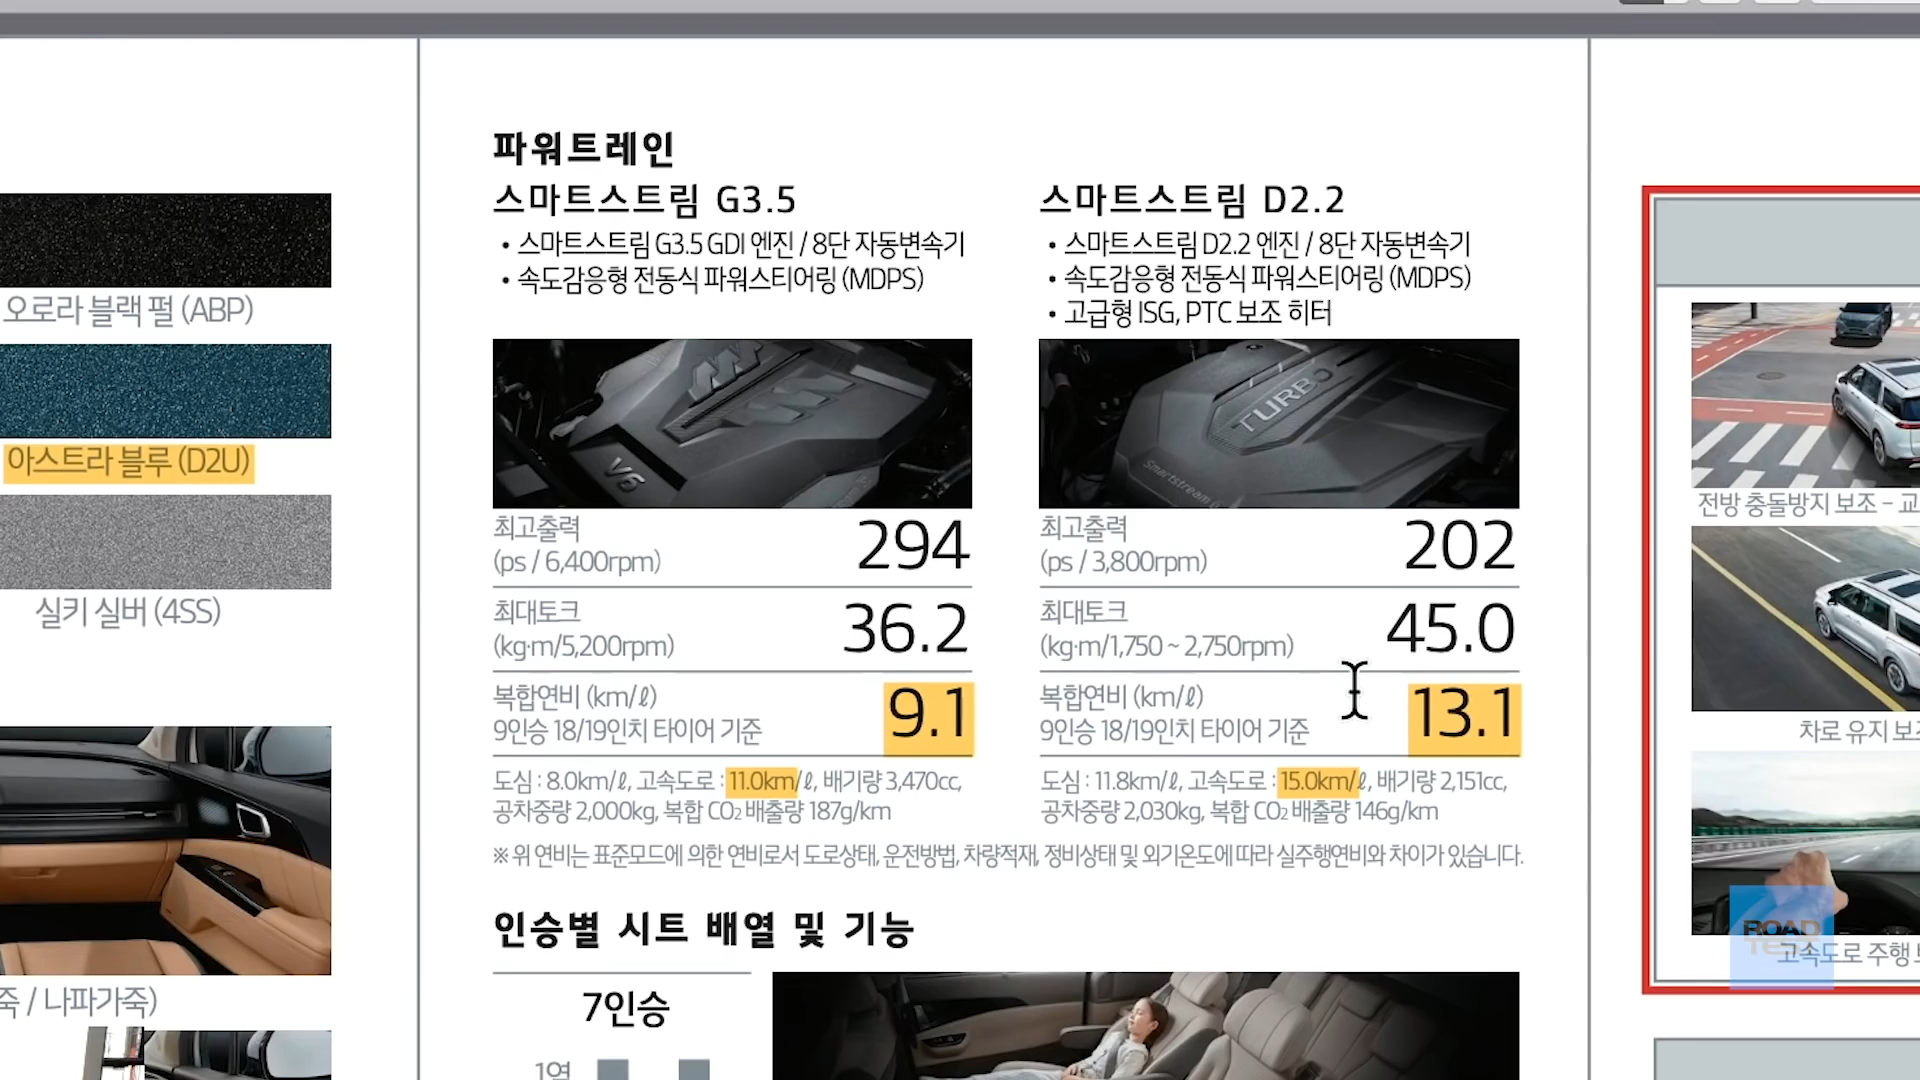 오로라 블랙 펄 (ABP)
아스트라 블루 (D2U)
실키 실버 (4SS)
죽 / 나파가죽)
파워트레인
스마트스트림 G3.5
• 스마트스트림 G3.5 GDI 엔진 / 8단 자동변속기
• 속도감응형 전동식 파워스티어링 (MDPS)
V6
최고출력
(ps / 6,400rpm)
294
최대토크
(kg·m/5,200rpm)
36.2
복합연비 (km/ℓ)
9인승 18/19인치 타이어 기준
9.1
도심 : 8.0km/ℓ, 고속도로 : 11.0km/ℓ, 배기량 3,470cc,
공차중량 2,000kg, 복합 CO₂ 배출량 187g/km
스마트스트림 D2.2
• 스마트스트림 D2.2 엔진 / 8단 자동변속기
• 속도감응형 전동식 파워스티어링 (MDPS)
• 고급형 ISG, PTC 보조 히터
TURBO
Smartstream
최고출력
(ps / 3,800rpm)
202
최대토크
(kg·m/1,750 ~ 2,750rpm)
45.0
복합연비 (km/ℓ)
9인승 18/19인치 타이어 기준
13.1
도심 : 11.8km/ℓ, 고속도로 : 15.0km/ℓ, 배기량 2,151cc,
공차중량 2,030kg, 복합 CO₂ 배출량 146g/km
※ 위 연비는 표준모드에 의한 연비로서 도로상태, 운전방법, 차량적재, 정비상태 및 외기온도에 따라 실주행연비와 차이가 있습니다.
인승별 시트 배열 및 기능
7인승
1열
전방 충돌방지 보조 - 교
차로 유지 보조
ROAD
TEST
고속도로 주행